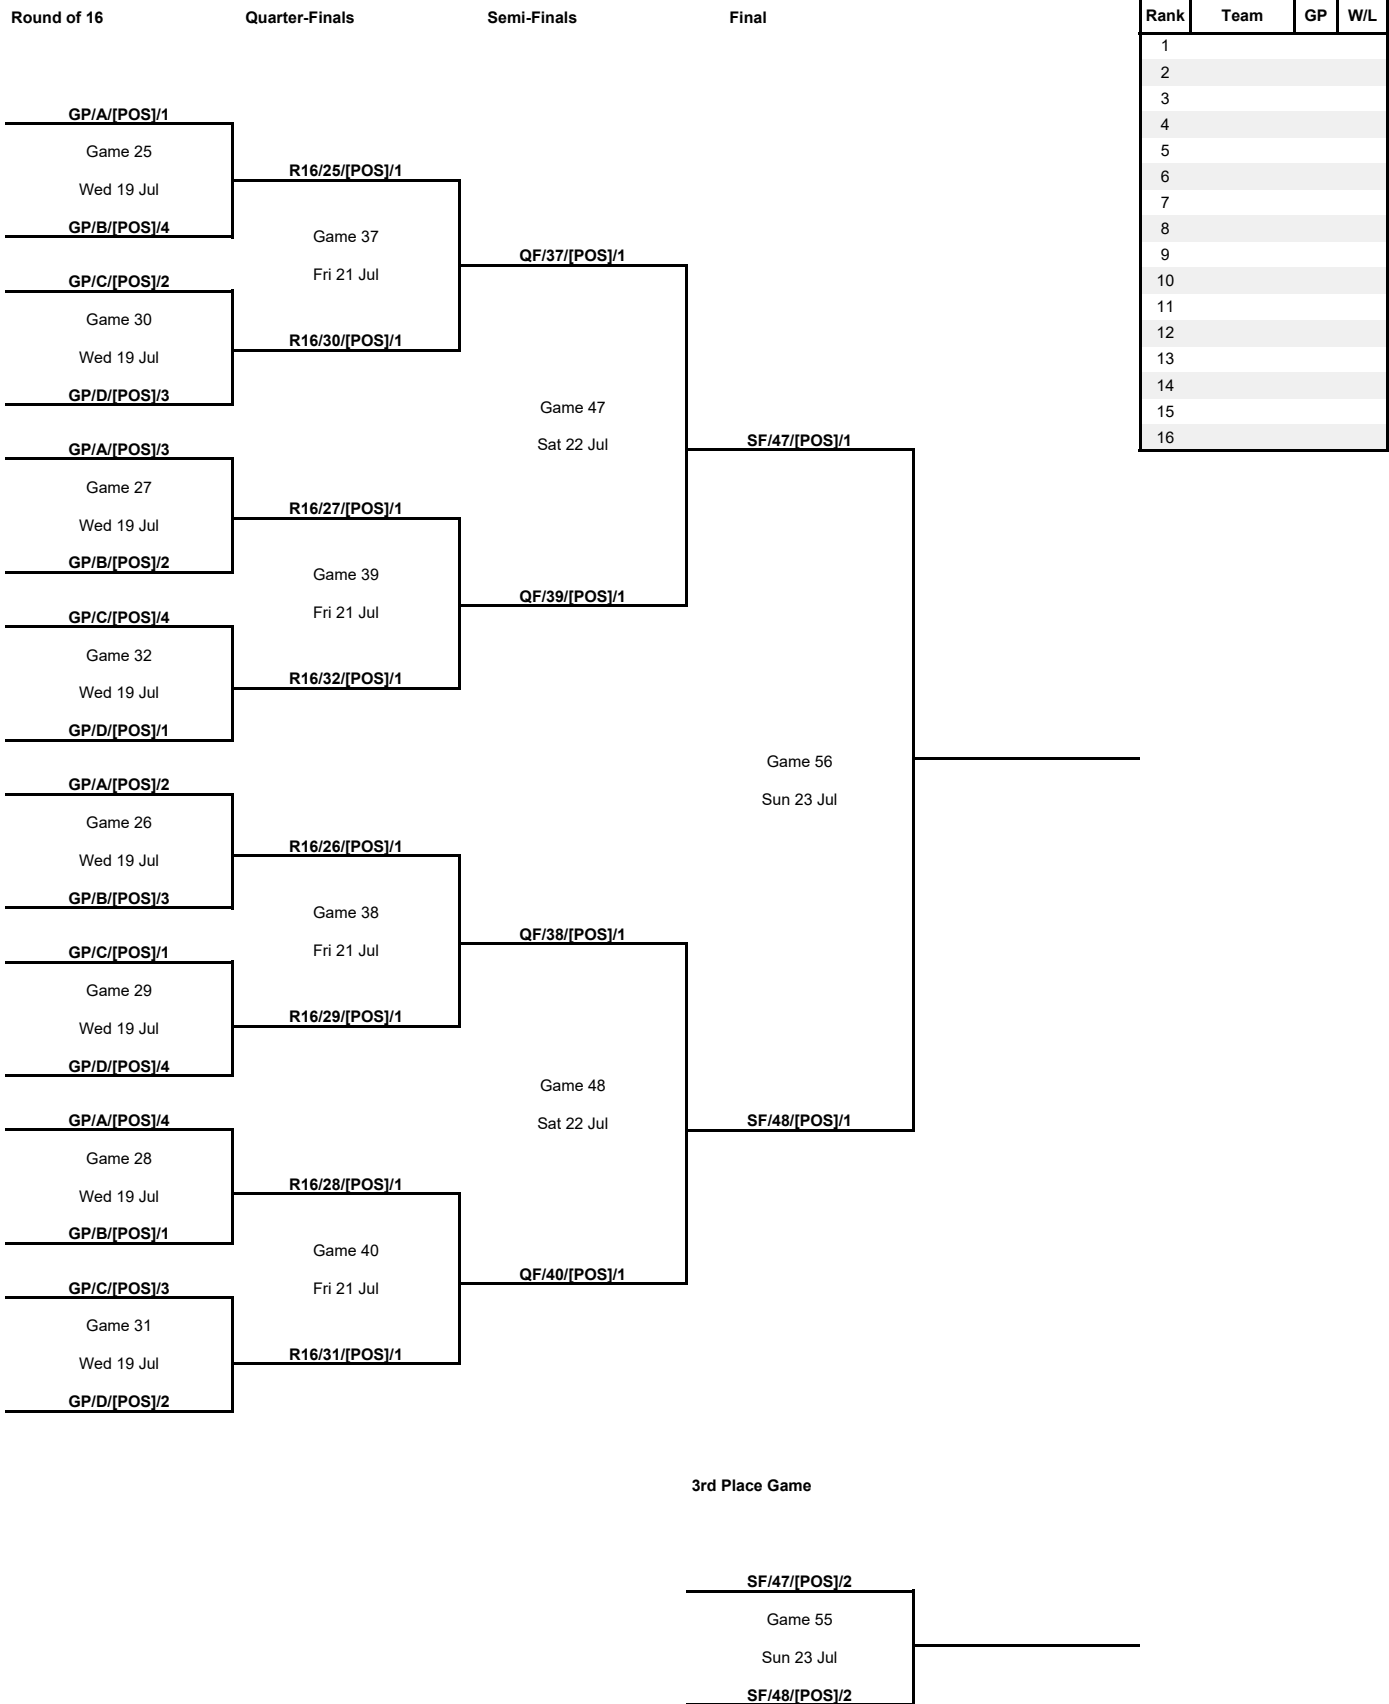 Round of 16 Quarter-Finals Semi-Finals Final
Rank Team GP W/L
1
2
3
4
5
6
7
8
9
10
11
12
13
14
15
16
GP/A/[POS]/1
Game 25
Wed 19 Jul
GP/B/[POS]/4
GP/C/[POS]/2
Game 30
Wed 19 Jul
GP/D/[POS]/3
GP/A/[POS]/3
Game 27
Wed 19 Jul
GP/B/[POS]/2
GP/C/[POS]/4
Game 32
Wed 19 Jul
GP/D/[POS]/1
GP/A/[POS]/2
Game 26
Wed 19 Jul
GP/B/[POS]/3
GP/C/[POS]/1
Game 29
Wed 19 Jul
GP/D/[POS]/4
GP/A/[POS]/4
Game 28
Wed 19 Jul
GP/B/[POS]/1
GP/C/[POS]/3
Game 31
Wed 19 Jul
GP/D/[POS]/2
R16/25/[POS]/1
Game 37
Fri 21 Jul
R16/30/[POS]/1
R16/27/[POS]/1
Game 39
Fri 21 Jul
R16/32/[POS]/1
R16/26/[POS]/1
Game 38
Fri 21 Jul
R16/29/[POS]/1
R16/28/[POS]/1
Game 40
Fri 21 Jul
R16/31/[POS]/1
QF/37/[POS]/1
Game 47
Sat 22 Jul
QF/39/[POS]/1
QF/38/[POS]/1
Game 48
Sat 22 Jul
QF/40/[POS]/1
SF/47/[POS]/1
Game 56
Sun 23 Jul
SF/48/[POS]/1
3rd Place Game
SF/47/[POS]/2
Game 55
Sun 23 Jul
SF/48/[POS]/2